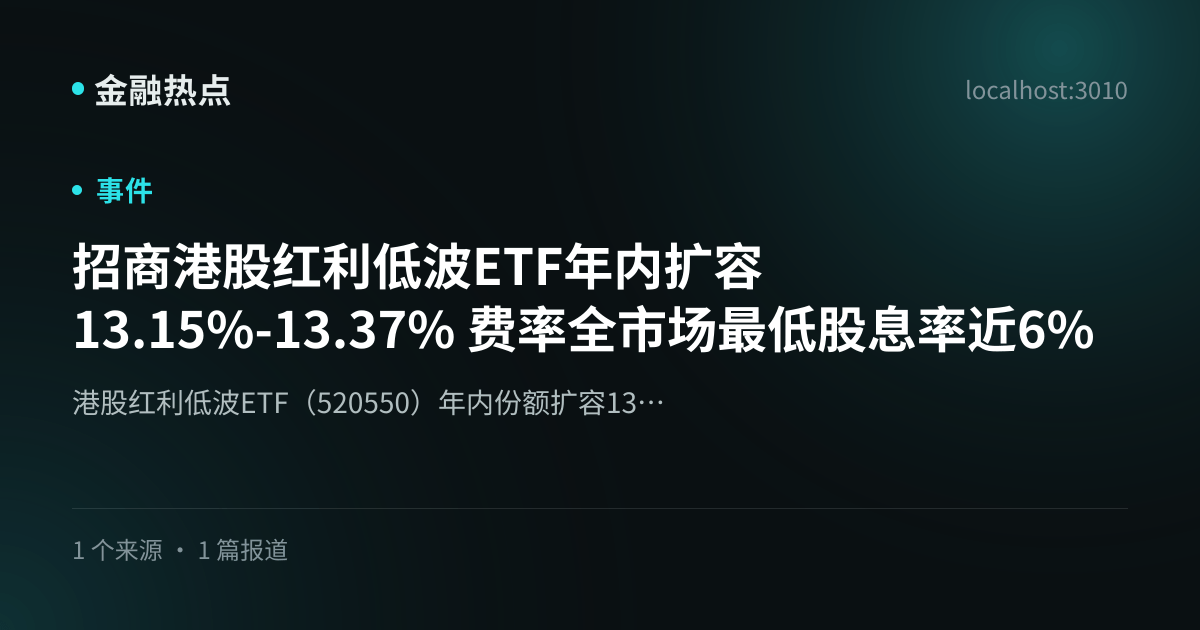 金融热点
localhost:3010
事件
招商港股红利低波ETF年内扩容
13.15%-13.37% 费率全市场最低股息率近6%
港股红利低波ETF（520550）年内份额扩容13…
1 个来源 · 1 篇报道